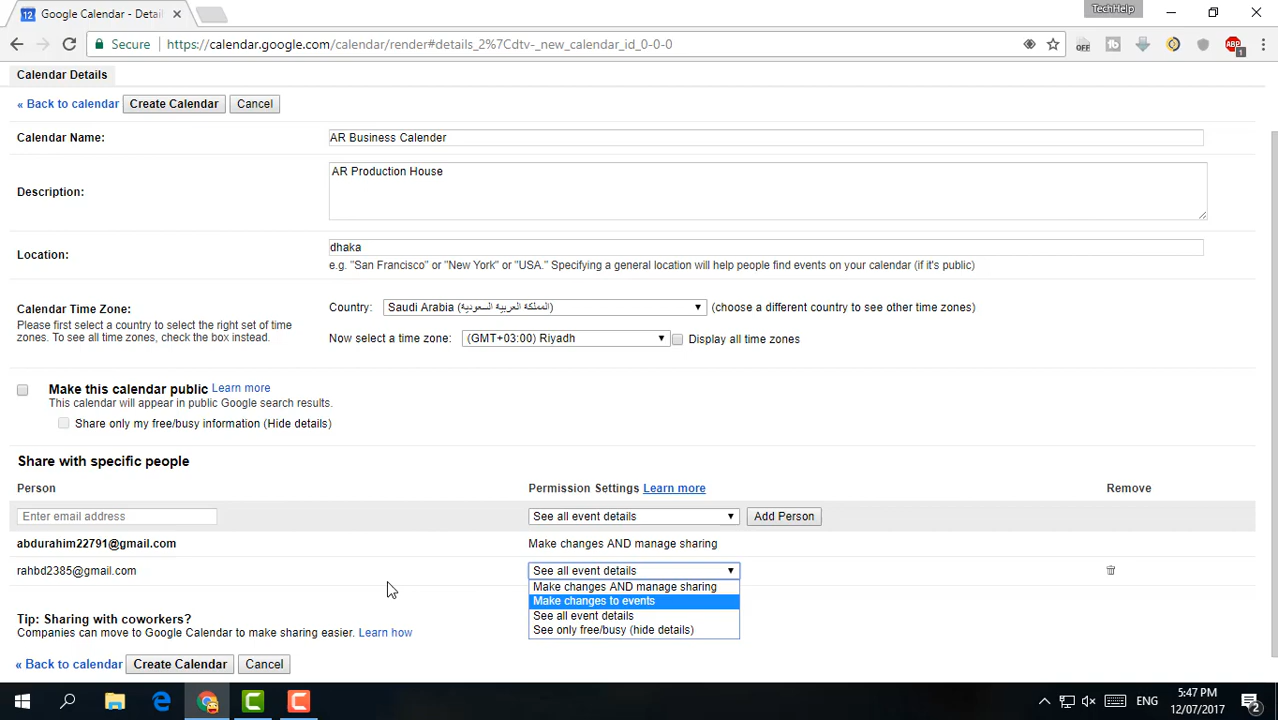 12 Google Calendar - Detai
TechHelp
Secure https://calendar.google.com/calendar/render#details_2%7Cdtv-_new_calendar_id_0-0-0
OFF
ABP
1
Calendar Details
« Back to calendar Create Calendar Cancel
Calendar Name: AR Business Calender
Description: AR Production House
Location: dhaka
e.g. "San Francisco" or "New York" or "USA." Specifying a general location will help people find events on your calendar (if it's public)
Calendar Time Zone: Country: Saudi Arabia (المملكة العربية السعودية) (choose a different country to see other time zones)
Please first select a country to select the right set of time
zones. To see all time zones, check the box instead.
Now select a time zone: (GMT+03:00) Riyadh Display all time zones
Make this calendar public Learn more
This calendar will appear in public Google search results.
Share only my free/busy information (Hide details)
Share with specific people
Person Permission Settings Learn more Remove
Enter email address See all event details Add Person
abdurahim22791@gmail.com Make changes AND manage sharing
rahbd2385@gmail.com See all event details
Make changes AND manage sharing
Make changes to events
See all event details
See only free/busy (hide details)
Tip: Sharing with coworkers?
Companies can move to Google Calendar to make sharing easier. Learn how
« Back to calendar Create Calendar Cancel
ENG 5:47 PM
12/07/2017
2